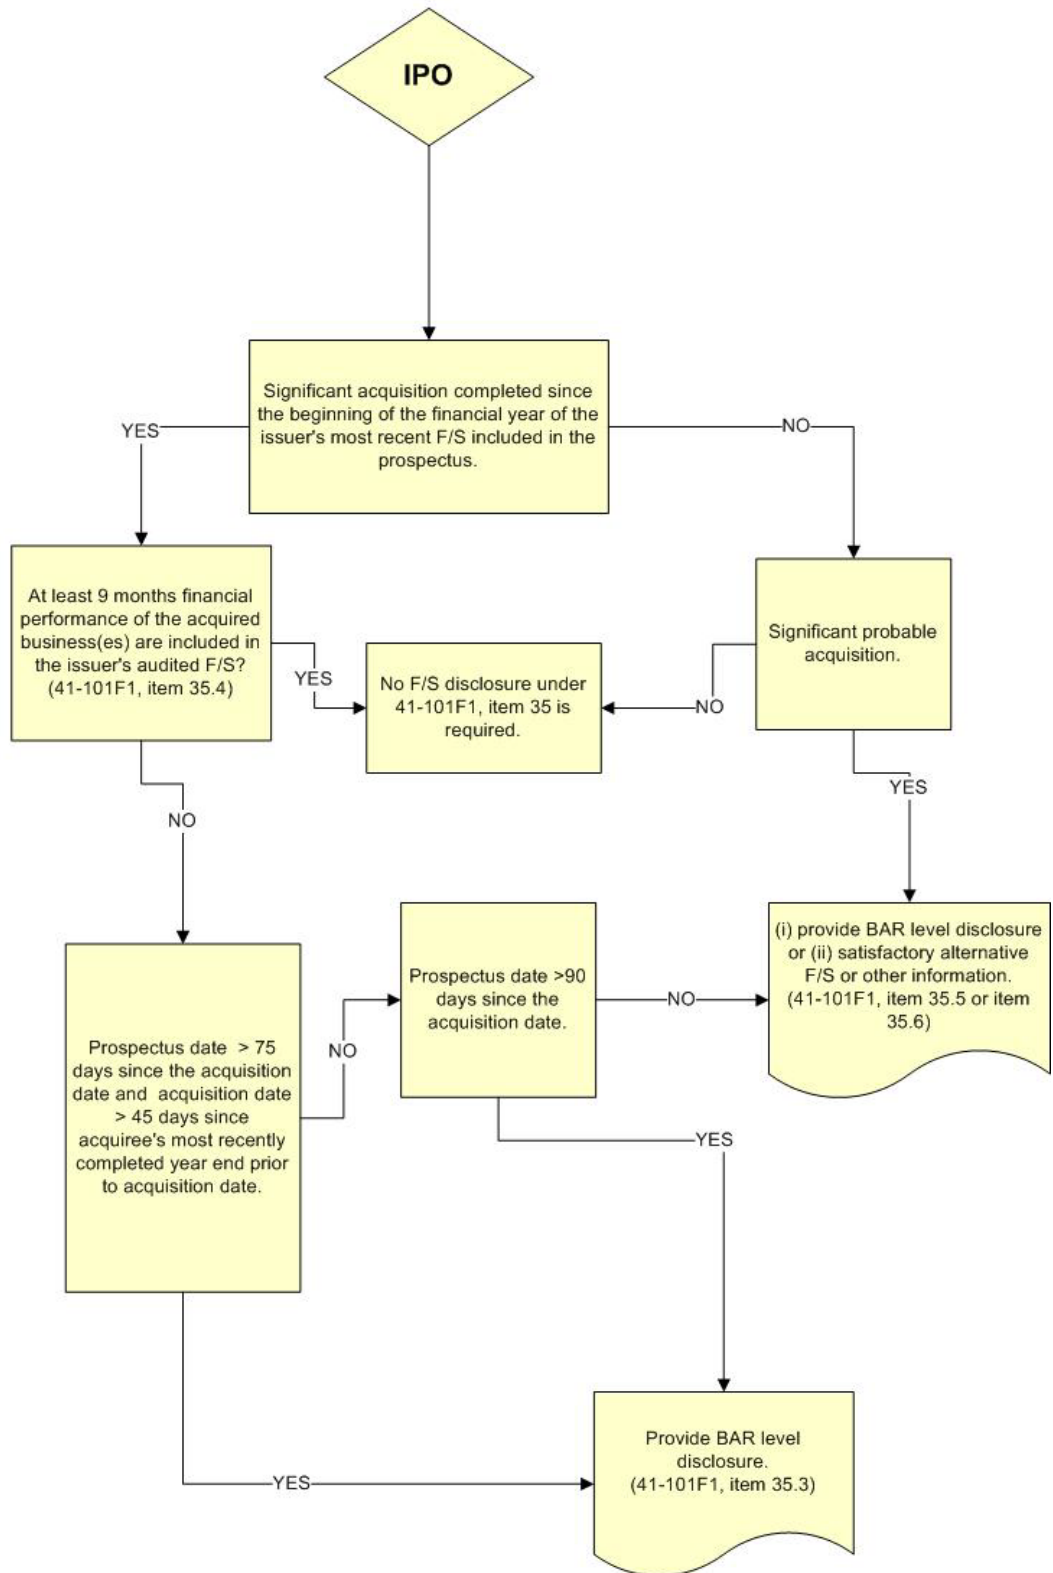 IPO
Significant acquisition completed since
the beginning of the financial year of the
issuer's most recent F/S included in the
prospectus.
YES
NO
At least 9 months financial
performance of the acquired
business(es) are included in
the issuer's audited F/S?
(41-101F1, item 35.4)
YES
No F/S disclosure under
41-101F1, item 35 is
required.
NO
Significant probable
acquisition.
YES
NO
Prospectus date > 75
days since the acquisition
date and acquisition date
> 45 days since
acquiree's most recently
completed year end prior
to acquisition date.
NO
Prospectus date >90
days since the
acquisition date.
NO
(i) provide BAR level disclosure
or (ii) satisfactory alternative
F/S or other information.
(41-101F1, item 35.5 or item
35.6)
YES
YES
Provide BAR level
disclosure.
(41-101F1, item 35.3)